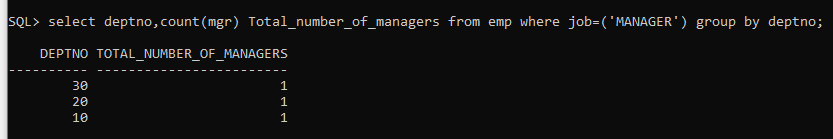 SQL> select deptno,count(mgr) Total_number_of_managers from emp where job=('MANAGER') group by deptno;
    DEPTNO TOTAL_NUMBER_OF_MANAGERS
---------- ------------------------
        30                        1
        20                        1
        10                        1